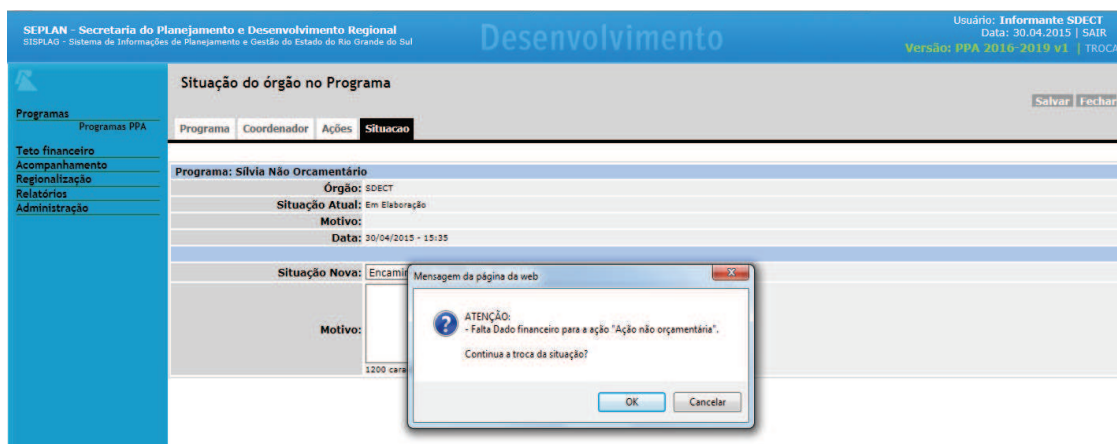 SEPLAN - Secretaria do Planejamento e Desenvolvimento Regional
SISPLAG - Sistema de Informações de Planejamento e Gestão do Estado do Rio Grande do Sul
Desenvolvimento
Usuário: Informante SDECT
Data: 30.04.2015 | SAIR
Versão: PPA 2016-2019 v1 | TROCA
Situação do órgão no Programa
Salvar Fechar
Programas
Programas PPA
Teto financeiro
Acompanhamento
Regionalização
Relatórios
Administração
Programa Coordenador Ações Situacao
Programa: Sílvia Não Orcamentário
Órgão: SDECT
Situação Atual: Em Elaboração
Motivo:
Data: 30/04/2015 - 15:35
Situação Nova: Encami
Motivo:
1200 cara
Mensagem da página da web
ATENÇÃO:
- Falta Dado financeiro para a ação "Ação não orçamentária".
Continua a troca da situação?
OK Cancelar